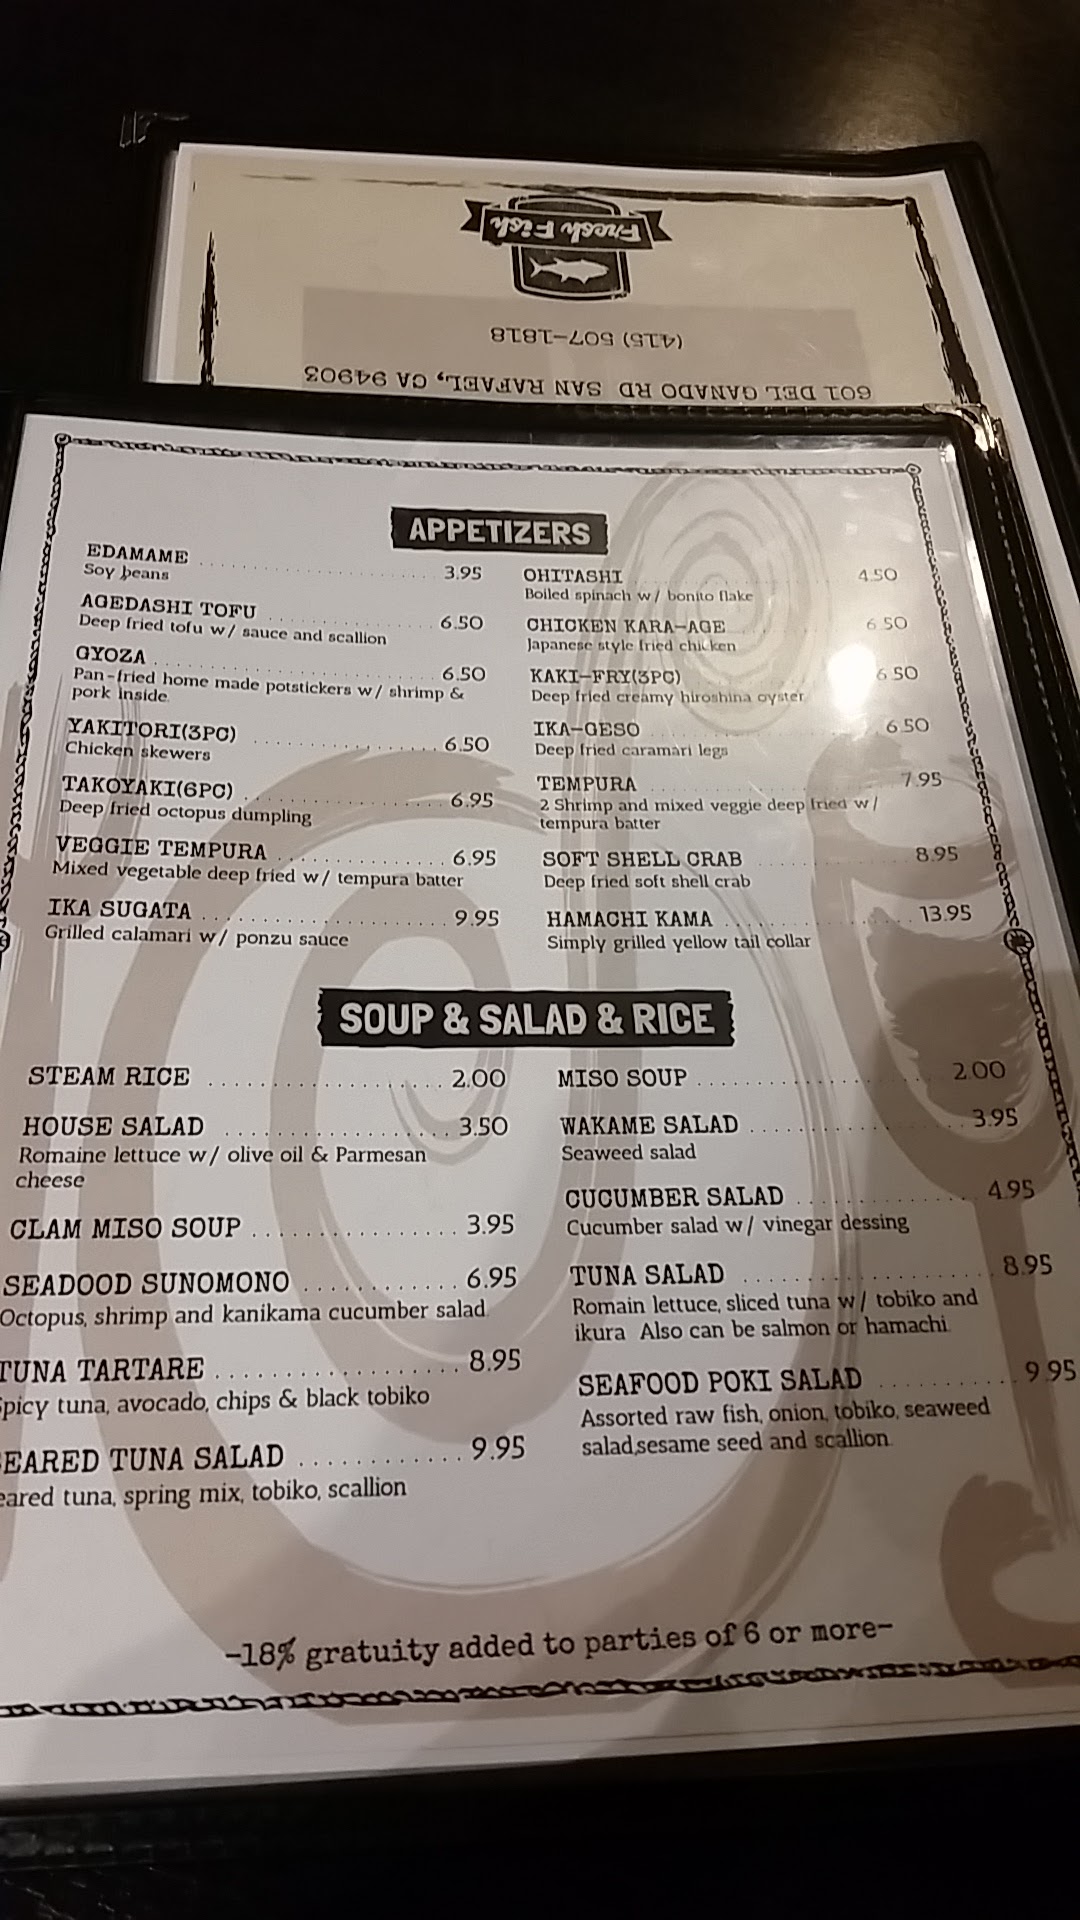 Fresh Fish
(415) 507-1818
601 DEL GANADO RD SAN RAFAEL, CA 94903
APPETIZERS
EDAMAME 3.95
Soy beans
AGEDASHI TOFU 6.50
Deep fried tofu w/ sauce and scallion
GYOZA 6.50
Pan-fried home made potstickers w/ shrimp &
pork inside.
YAKITORI(3PC) 6.50
Chicken skewers
TAKOYAKI(6PC) 6.95
Deep fried octopus dumpling
VEGGIE TEMPURA 6.95
Mixed vegetable deep fried w/ tempura batter
IKA SUGATA 9.95
Grilled calamari w/ ponzu sauce
OHITASHI 4.50
Boiled spinach w/ bonito flake
CHICKEN KARA-AGE 6.50
Japanese style fried chicken
KAKI-FRY(3PC) 6.50
Deep fried creamy hiroshina oyster
IKA-GESO 6.50
Deep fried caramari legs
TEMPURA 7.95
2 Shrimp and mixed veggie deep fried w/
tempura batter
SOFT SHELL CRAB 8.95
Deep fried soft shell crab
HAMACHI KAMA 13.95
Simply grilled yellow tail collar
SOUP & SALAD & RICE
STEAM RICE 2.00
HOUSE SALAD 3.50
Romaine lettuce w/ olive oil & Parmesan
cheese
CLAM MISO SOUP 3.95
SEADOOD SUNOMONO 6.95
Octopus, shrimp and kanikama cucumber salad.
TUNA TARTARE 8.95
picy tuna, avocado, chips & black tobiko
EARED TUNA SALAD 9.95
eared tuna, spring mix, tobiko, scallion
MISO SOUP 2.00
WAKAME SALAD 3.95
Seaweed salad
CUCUMBER SALAD 4.95
Cucumber salad w/ vinegar dessing
TUNA SALAD 8.95
Romain lettuce, sliced tuna w/ tobiko and
ikura Also can be salmon or hamachi.
SEAFOOD POKI SALAD 9.95
Assorted raw fish, onion, tobiko, seaweed
salad,sesame seed and scallion.
-18% gratuity added to parties of 6 or more-